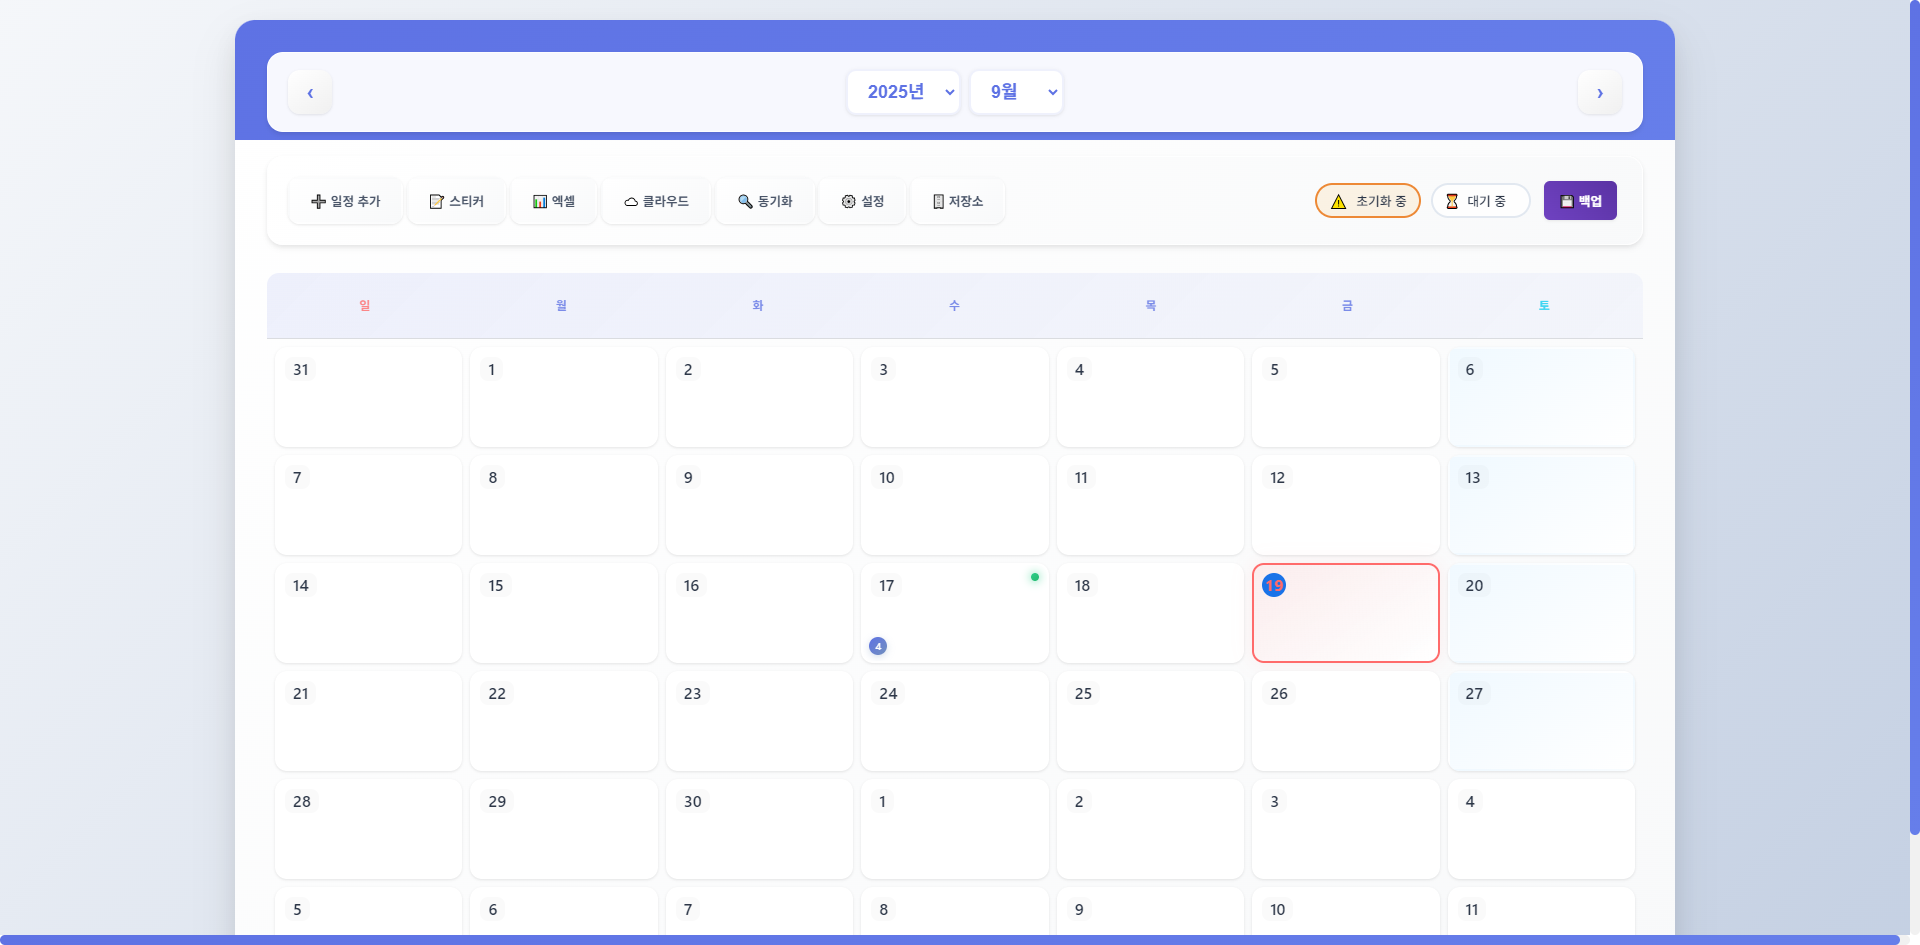 ‹ 2025년 9월 ›
➕ 일정 추가 📝 스티커 📊 엑셀 ☁ 클라우드 🔍 동기화 ⚙ 설정 🗄 저장소 ⚠ 초기화 중 ⏳ 대기 중 💾 백업
일 월 화 수 목 금 토
31 1 2 3 4 5 6
7 8 9 10 11 12 13
14 15 16 17 18 19 20
4
21 22 23 24 25 26 27
28 29 30 1 2 3 4
5 6 7 8 9 10 11